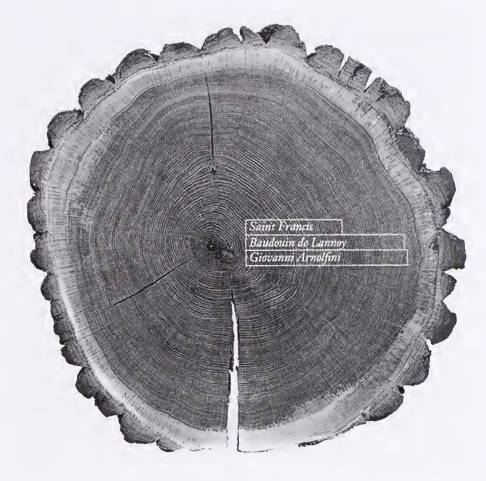 Saint Francis
Baudouin de Lannoy
Giovanni Arnolfini